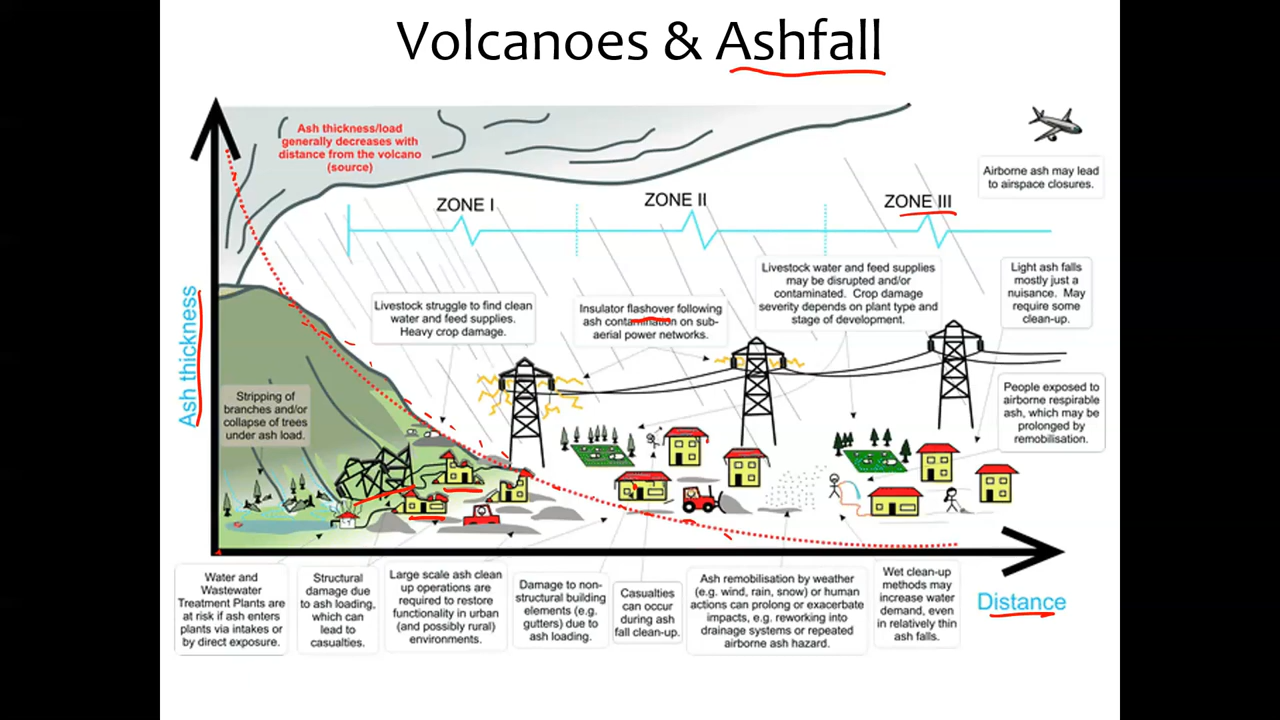 Volcanoes & Ashfall
Ash thickness/load
generally decreases with
distance from the volcano
(source)
Airborne ash may lead
to airspace closures.
ZONE I
ZONE II
ZONE III
Livestock struggle to find clean
water and feed supplies.
Heavy crop damage.
Insulator flashover following
ash contamination on sub-
aerial power networks.
Livestock water and feed supplies
may be disrupted and/or
contaminated. Crop damage
severity depends on plant type and
stage of development.
Light ash falls
mostly just a
nuisance. May
require some
clean-up.
Ash thickness
Stripping of
branches and/or
collapse of trees
under ash load.
People exposed to
airborne respirable
ash, which may be
prolonged by
remobilisation.
Water and
Wastewater
Treatment Plants are
at risk if ash enters
plants via intakes or
by direct exposure.
Structural
damage due
to ash loading,
which can
lead to
casualties.
Large scale ash clean
up operations are
required to restore
functionality in urban
(and possibly rural)
environments.
Damage to non-
structural building
elements (e.g.
gutters) due to
ash loading.
Casualties
can occur
during ash
fall clean-up.
Ash remobilisation by weather
(e.g. wind, rain, snow) or human
actions can prolong or exacerbate
impacts, e.g. reworking into
drainage systems or repeated
airborne ash hazard.
Wet clean-up
methods may
increase water
demand, even
in relatively thin
ash falls.
Distance